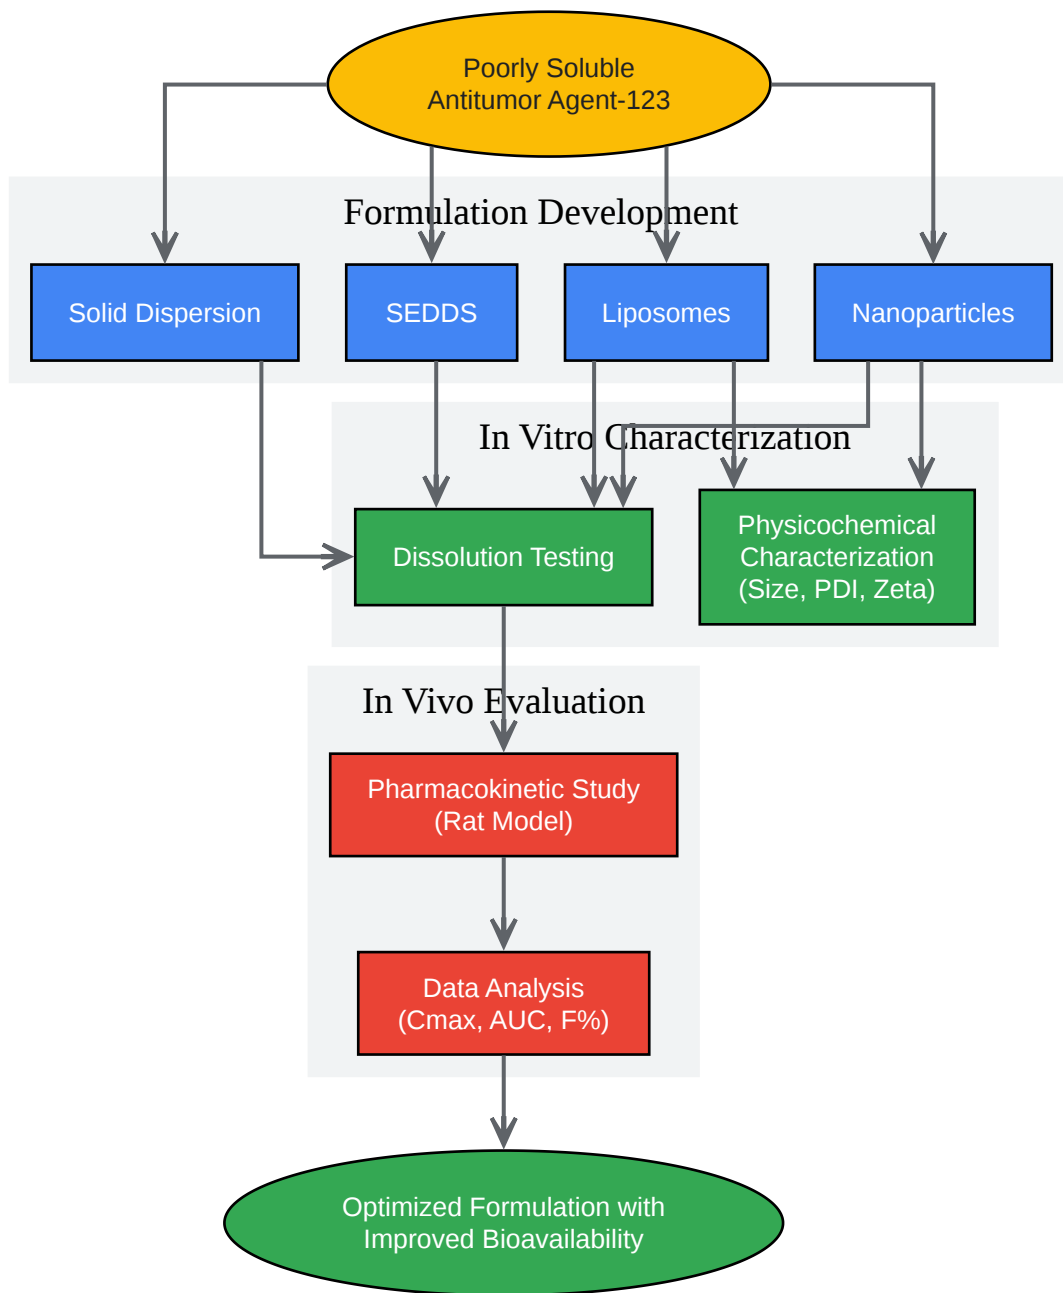 Poorly Soluble
Antitumor Agent-123
Formulation Development
Solid Dispersion
SEDDS
Liposomes
Nanoparticles
In Vitro Characterization
Dissolution Testing
Physicochemical
Characterization
(Size, PDI, Zeta)
In Vivo Evaluation
Pharmacokinetic Study
(Rat Model)
Data Analysis
(Cmax, AUC, F%)
Optimized Formulation with
Improved Bioavailability